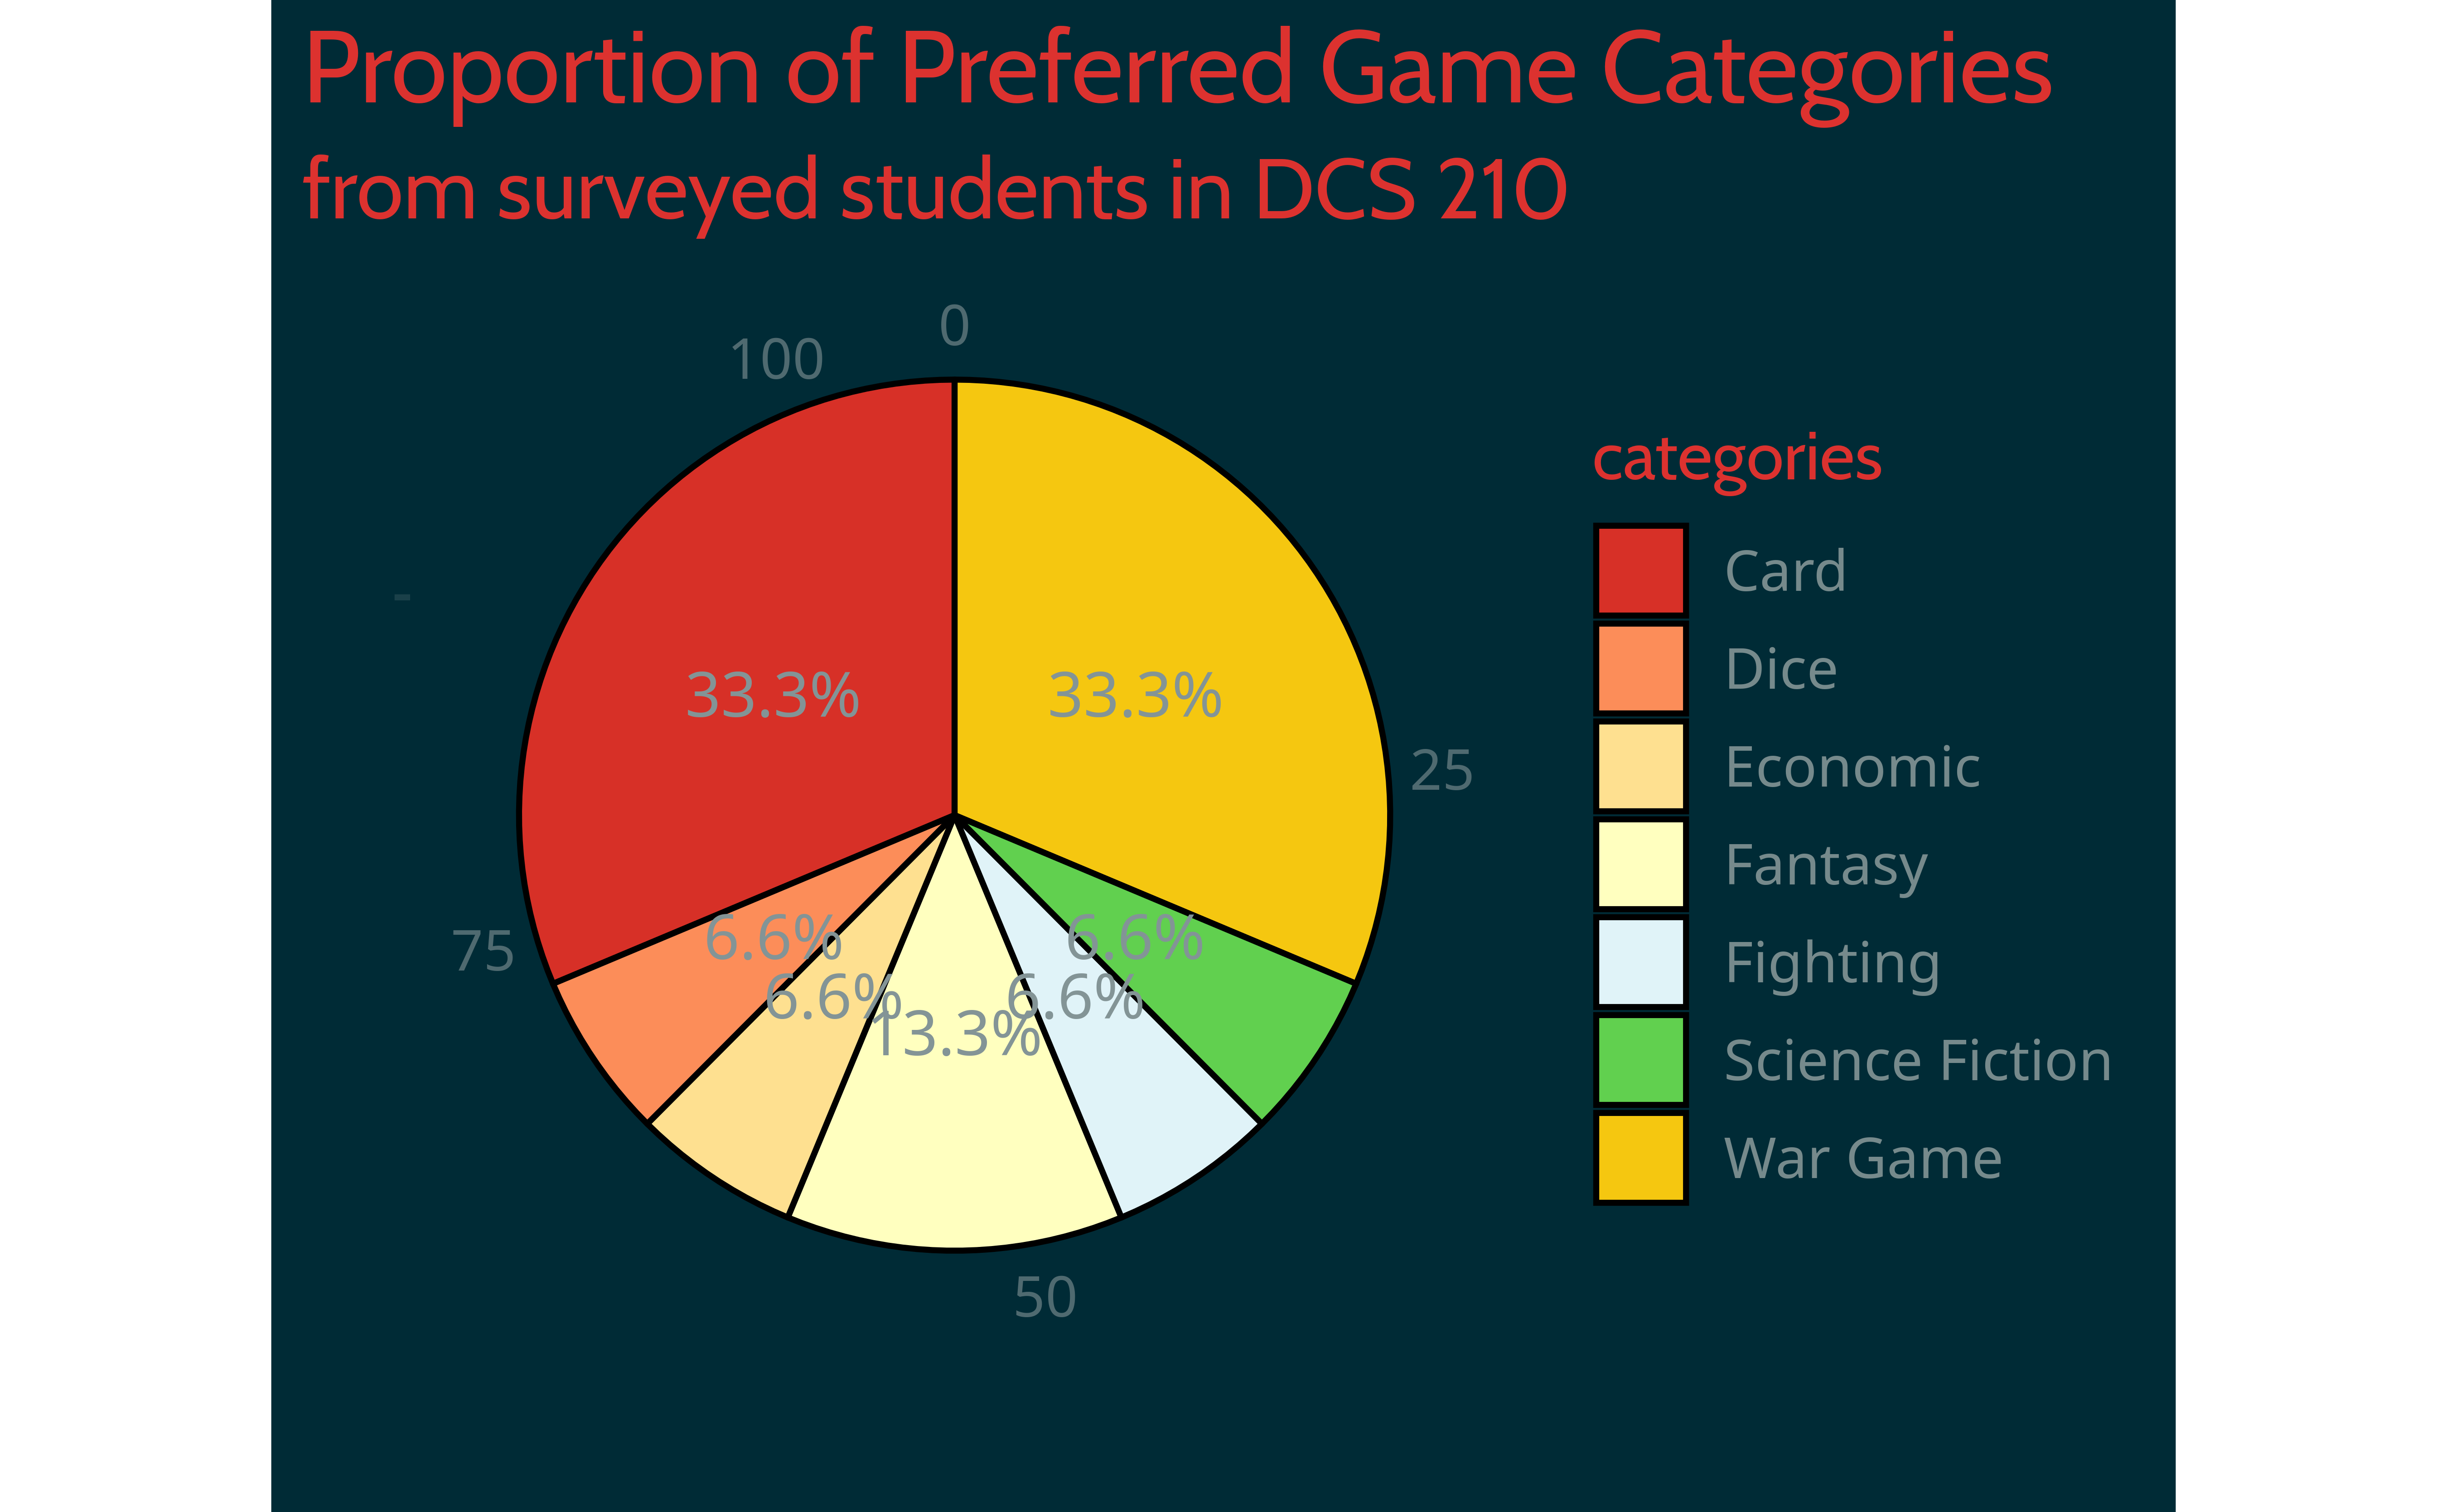 Proportion of Preferred Game Categories
from surveyed students in DCS 210
0
100
25
75
50
-
33.3%
33.3%
6.6%
6.6%
6.6%
6.6%
13.3%
categories
Card
Dice
Economic
Fantasy
Fighting
Science Fiction
War Game